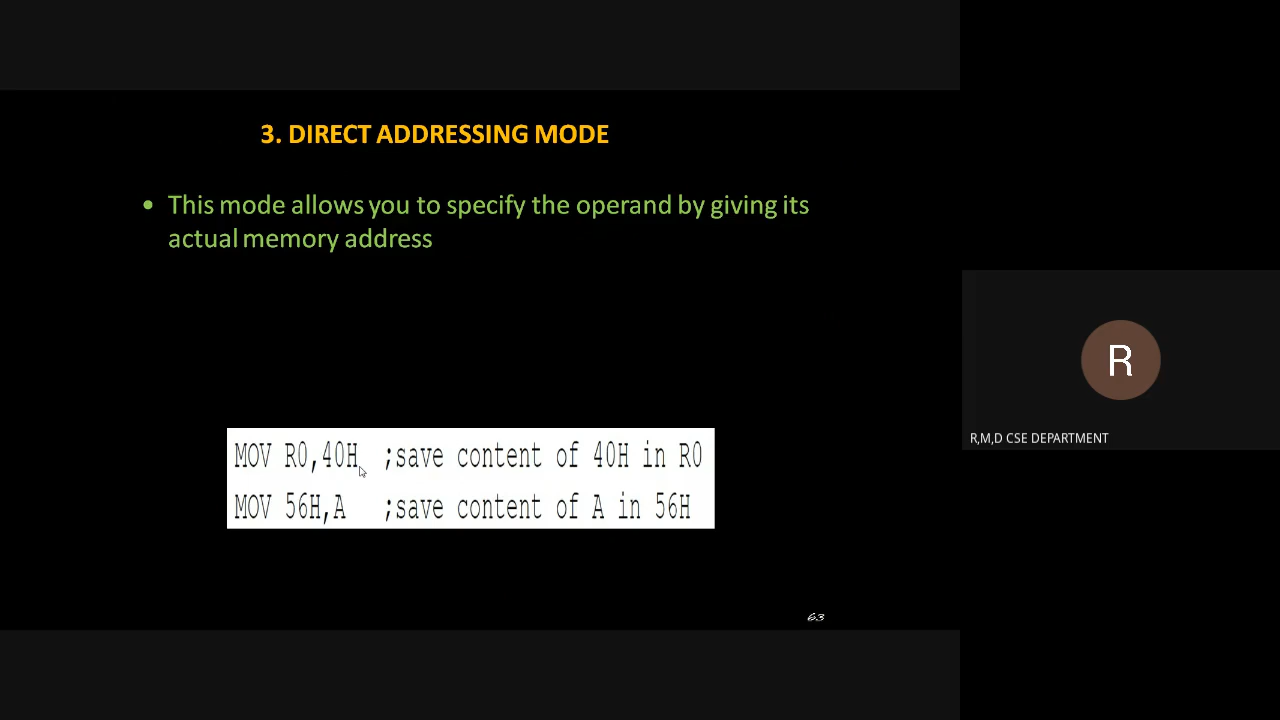 3. DIRECT ADDRESSING MODE
• This mode allows you to specify the operand by giving its
actual memory address
MOV R0,40H ;save content of 40H in R0
MOV 56H,A ;save content of A in 56H
63
R
R,M,D CSE DEPARTMENT